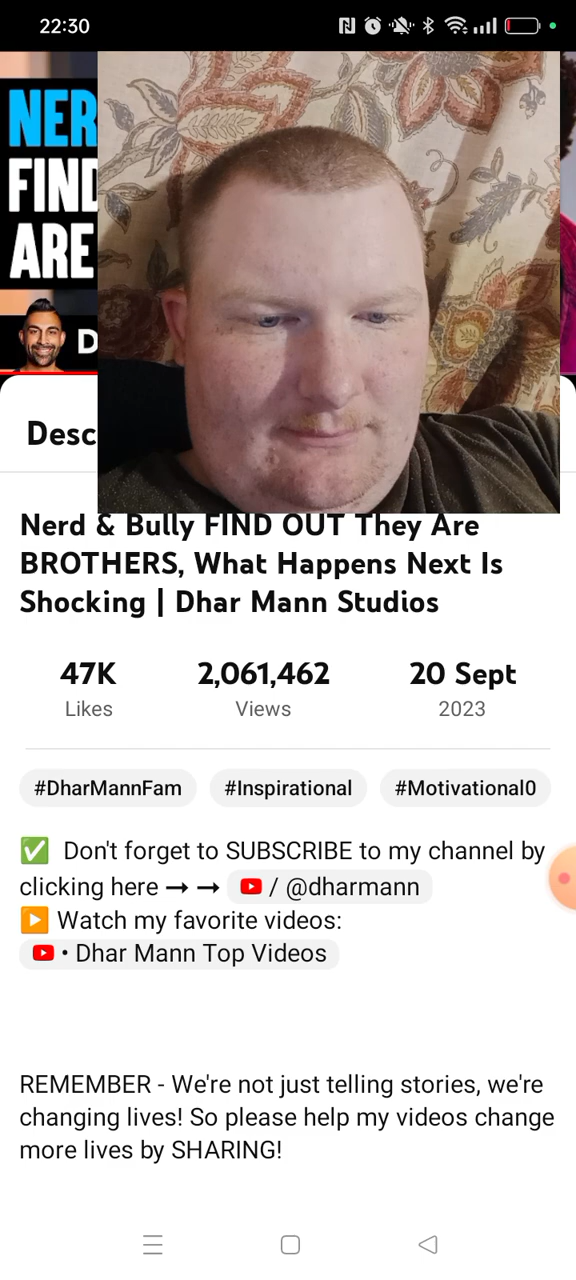 22:30
NER
FIND
ARE
D
Desc
Nerd & Bully FIND OUT They Are
BROTHERS, What Happens Next Is
Shocking | Dhar Mann Studios
47K 2,061,462 20 Sept
Likes Views 2023
#DharMannFam #Inspirational #Motivational0
Don't forget to SUBSCRIBE to my channel by
clicking here ➞ ➞ / @dharmann
Watch my favorite videos:
• Dhar Mann Top Videos
REMEMBER - We're not just telling stories, we're
changing lives! So please help my videos change
more lives by SHARING!